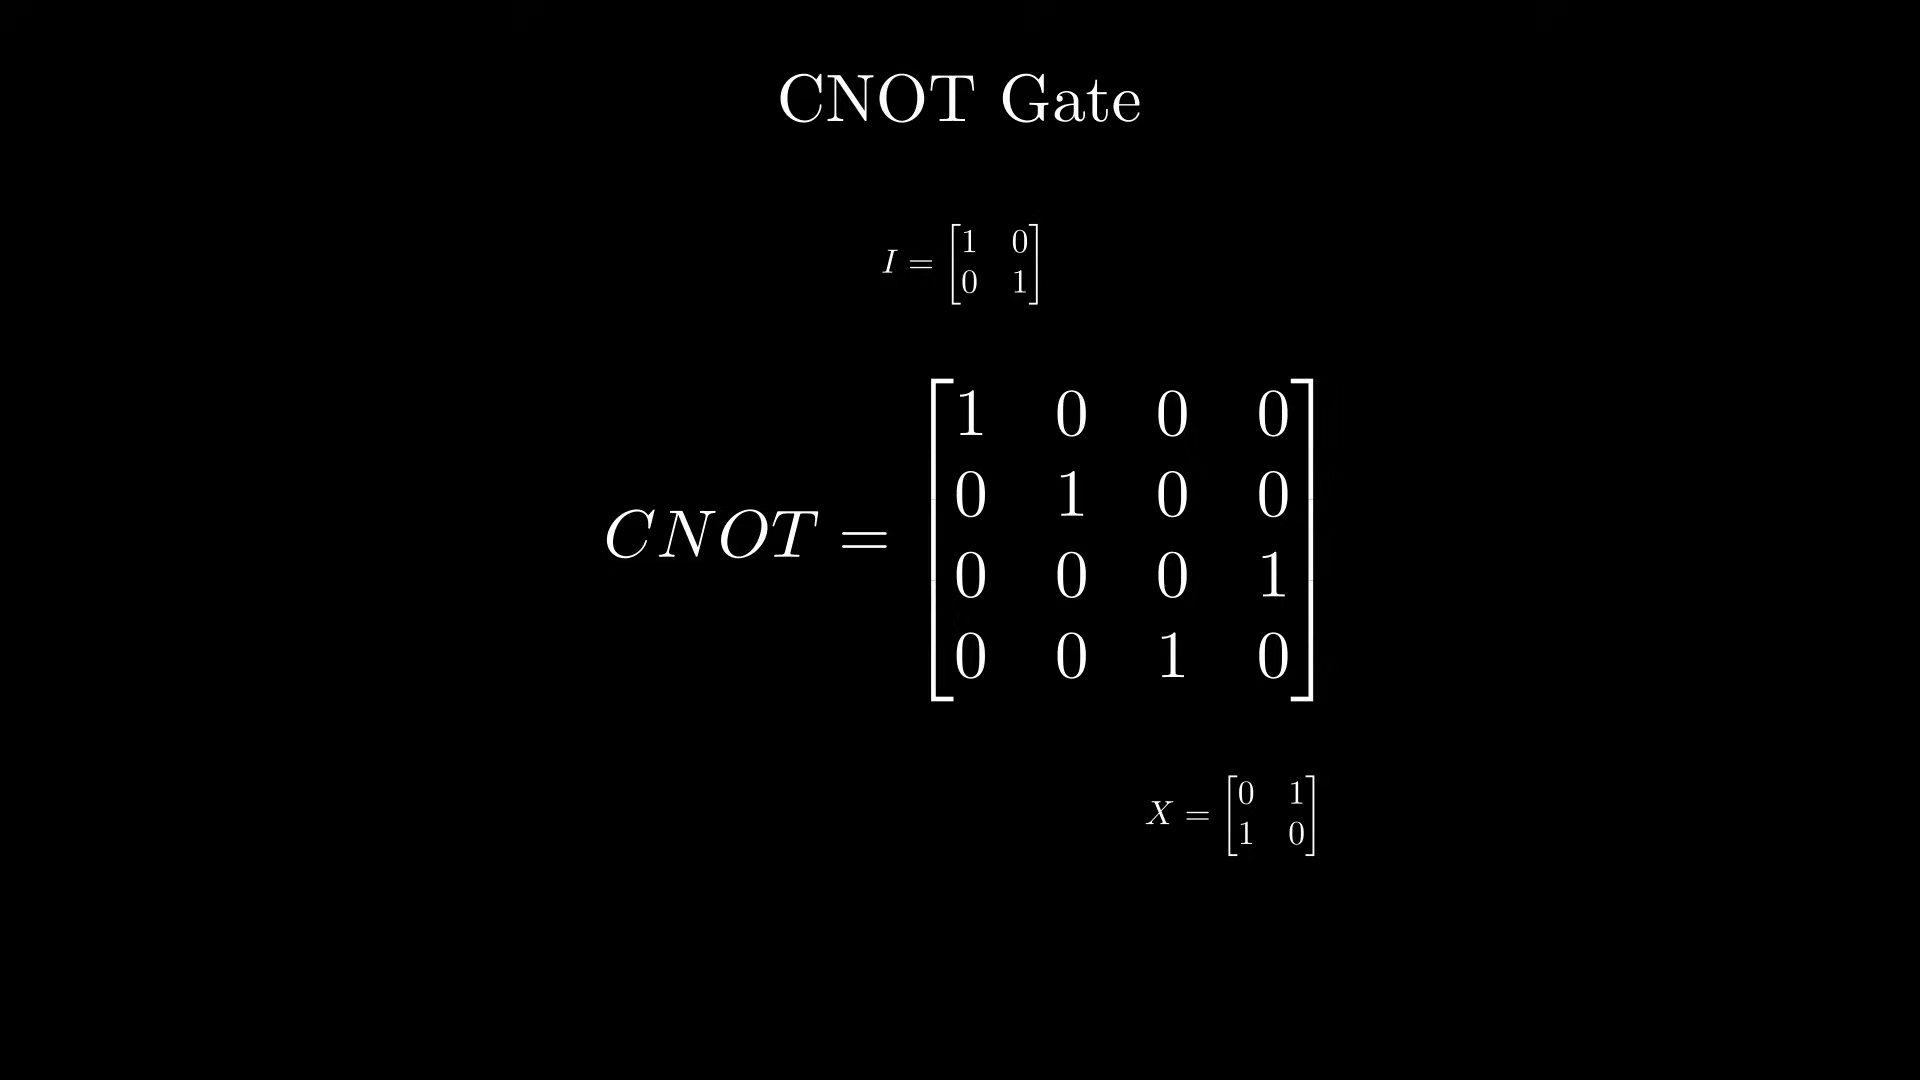 CNOT Gate
I = [1 0
0 1]
CNOT = [1 0 0 0
0 1 0 0
0 0 0 1
0 0 1 0]
X = [0 1
1 0]